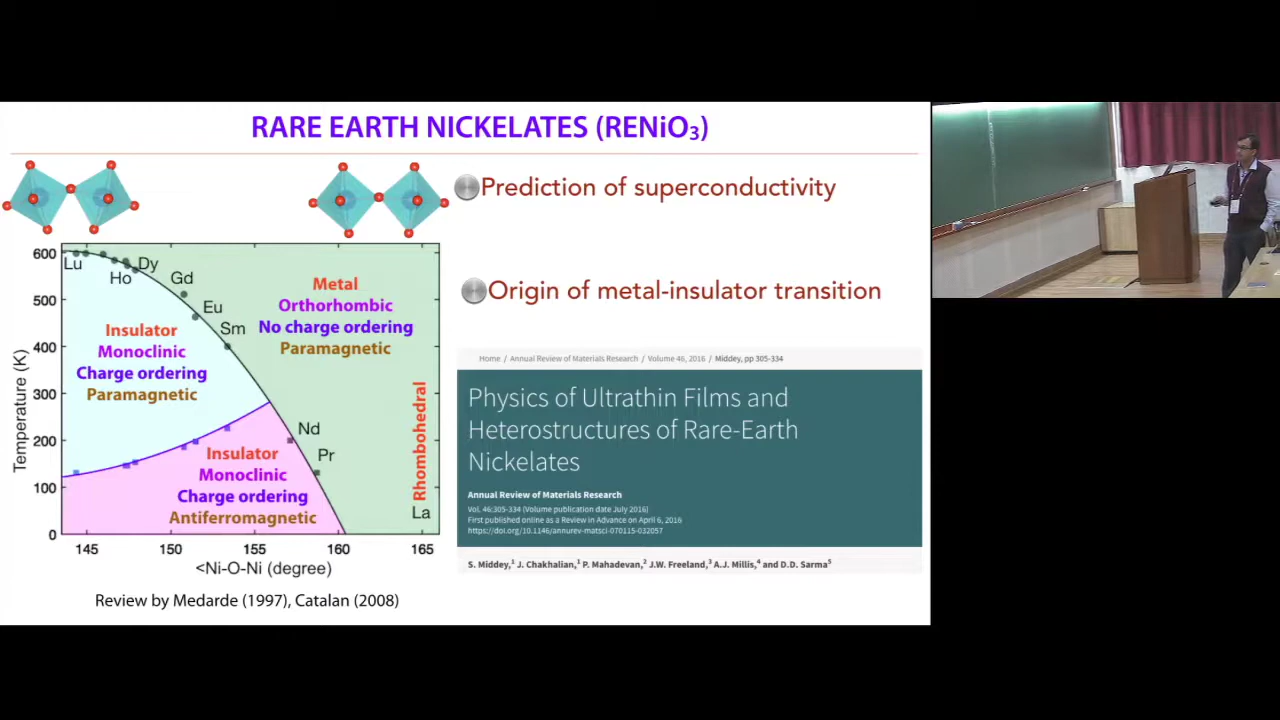 RARE EARTH NICKELATES (RENiO₃)
Prediction of superconductivity
Origin of metal-insulator transition
600
500
400
300
200
100
0
Temperature (K)
Lu
Ho
Dy
Gd
Eu
Sm
Nd
Pr
La
Metal
Orthorhombic
No charge ordering
Paramagnetic
Insulator
Monoclinic
Charge ordering
Paramagnetic
Insulator
Monoclinic
Charge ordering
Antiferromagnetic
Rhombohedral
145 150 155 160 165
<Ni-O-Ni (degree)
Review by Medarde (1997), Catalan (2008)
Home / Annual Review of Materials Research / Volume 46, 2016 / Middey, pp 305-334
Physics of Ultrathin Films and
Heterostructures of Rare-Earth
Nickelates
Annual Review of Materials Research
Vol. 46:305-334 (Volume publication date July 2016)
First published online as a Review in Advance on April 6, 2016
https://doi.org/10.1146/annurev-matsci-070115-032057
S. Middey,¹ J. Chakhalian,¹ P. Mahadevan,² J.W. Freeland,³ A.J. Millis,⁴ and D.D. Sarma⁵